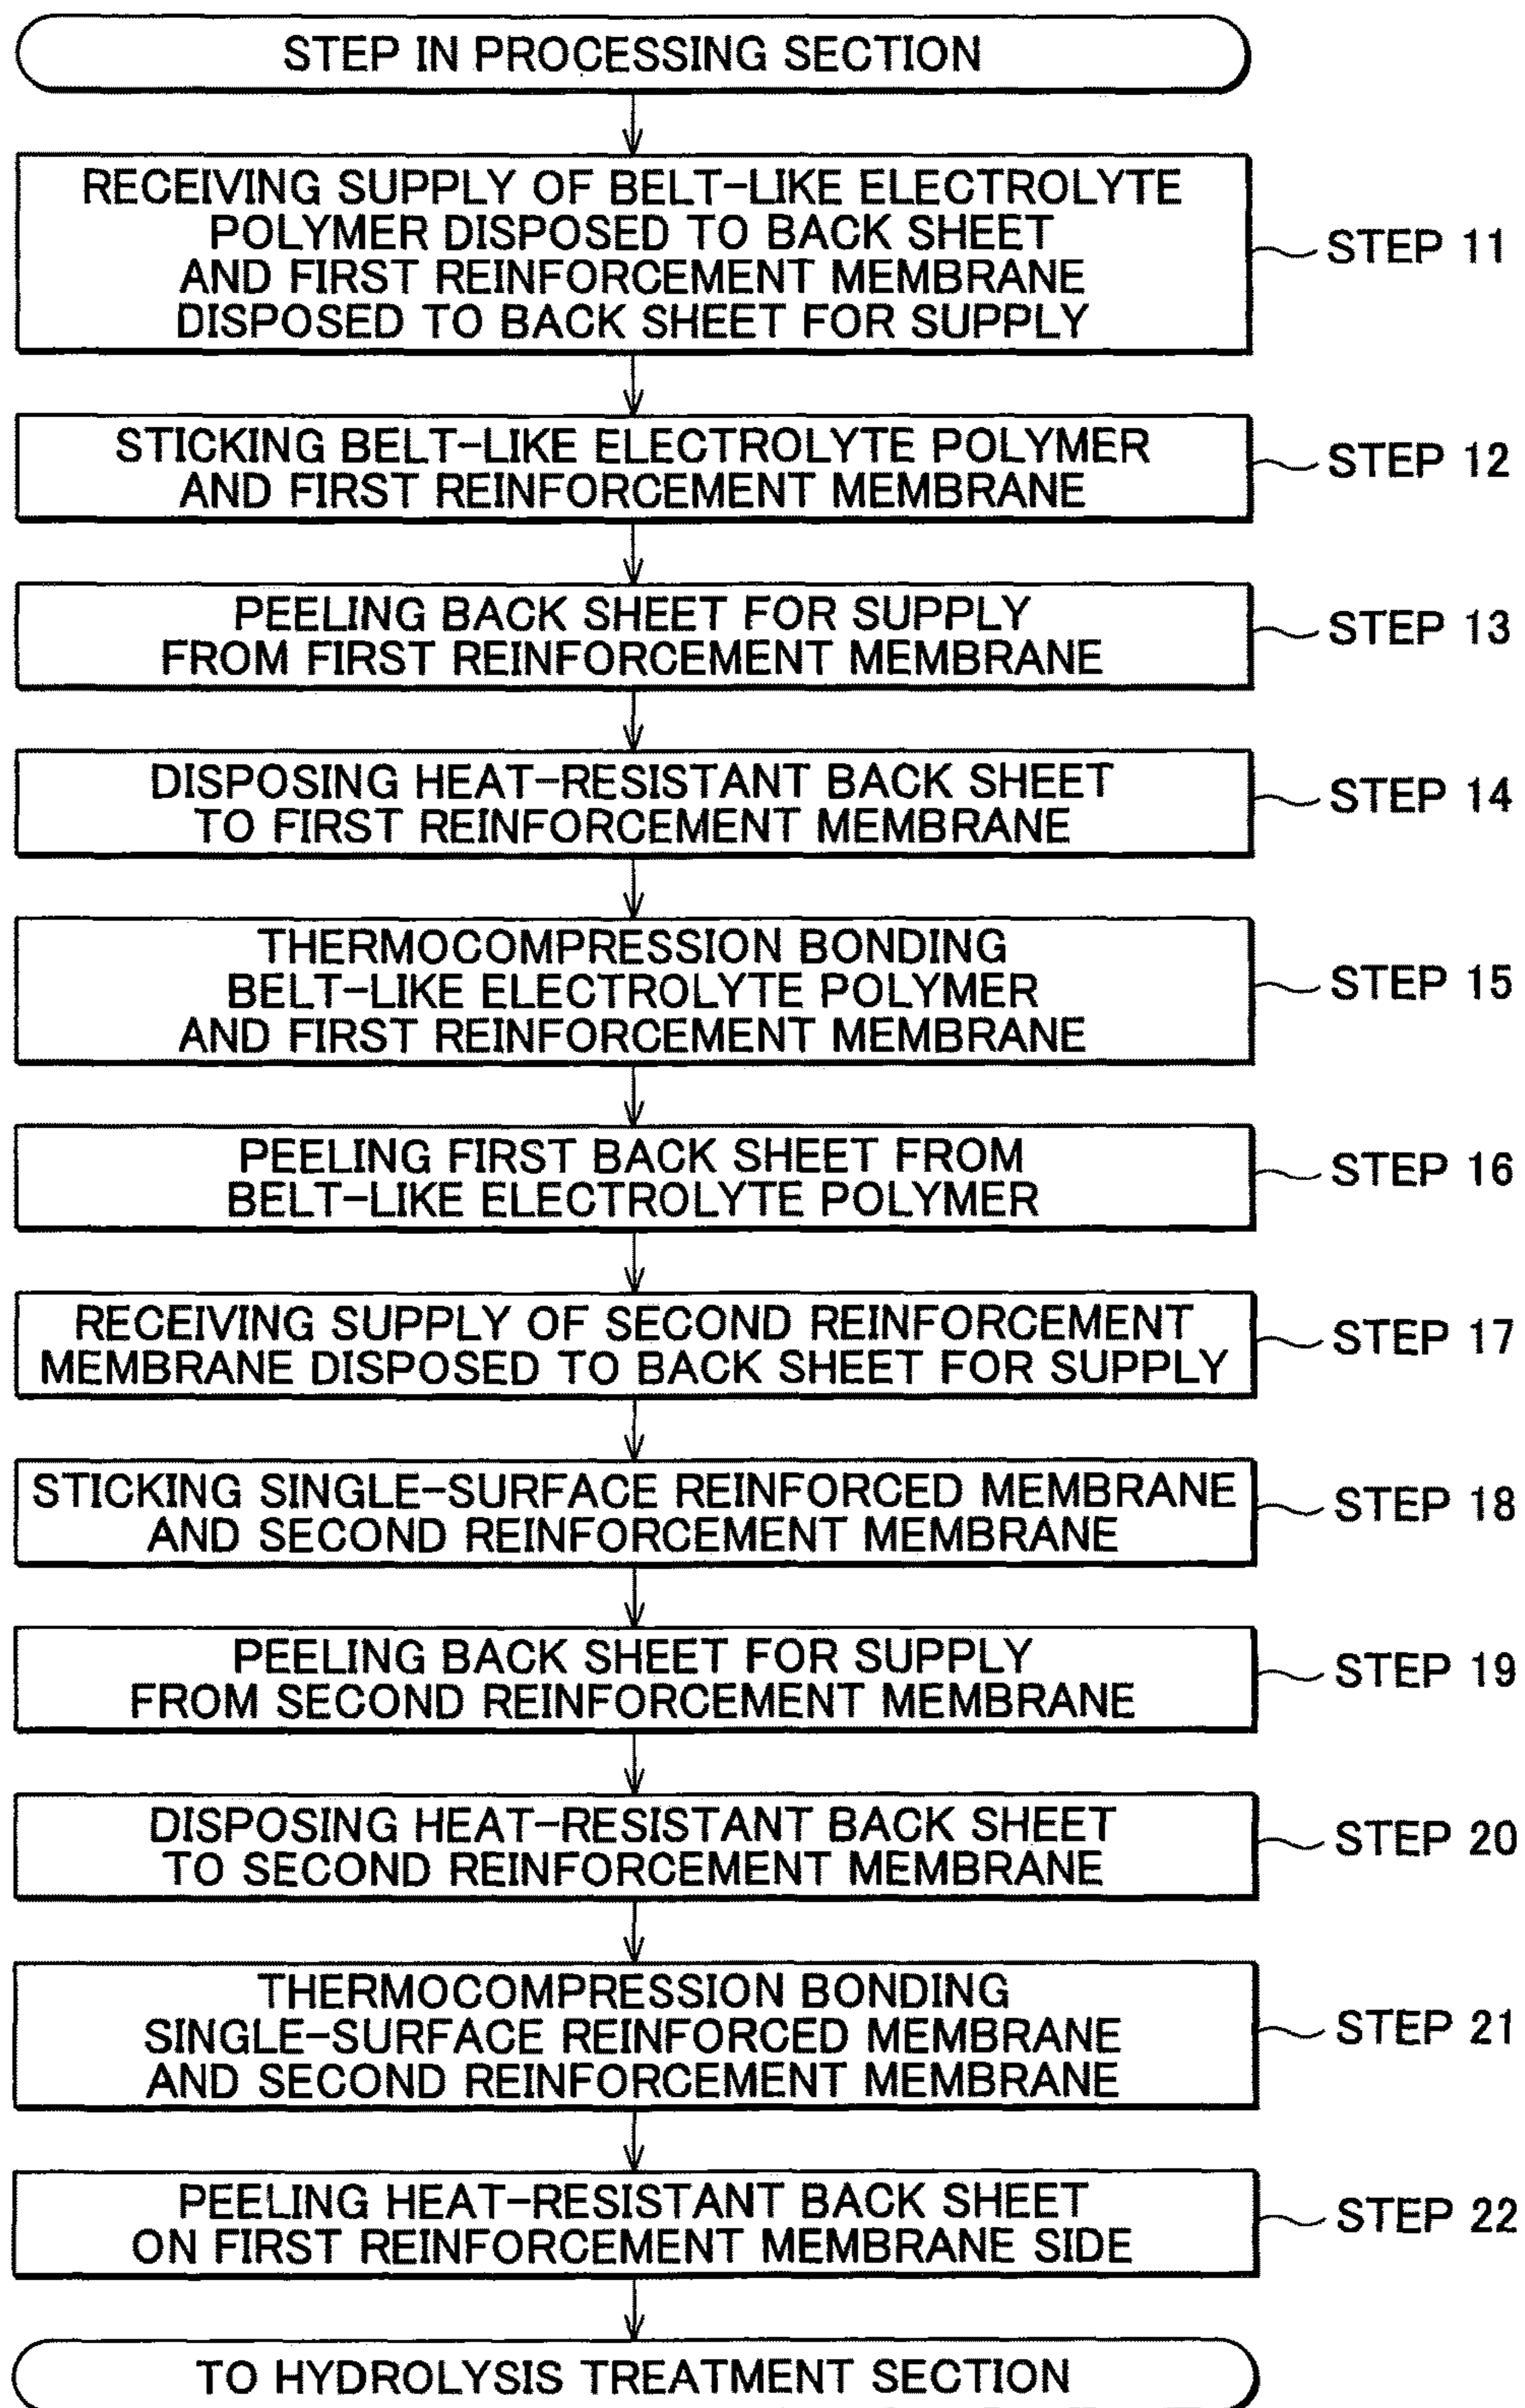 STEP IN PROCESSING SECTION
RECEIVING SUPPLY OF BELT-LIKE ELECTROLYTE
POLYMER DISPOSED TO BACK SHEET
AND FIRST REINFORCEMENT MEMBRANE
DISPOSED TO BACK SHEET FOR SUPPLY
STEP 11
STICKING BELT-LIKE ELECTROLYTE POLYMER
AND FIRST REINFORCEMENT MEMBRANE
STEP 12
PEELING BACK SHEET FOR SUPPLY
FROM FIRST REINFORCEMENT MEMBRANE
STEP 13
DISPOSING HEAT-RESISTANT BACK SHEET
TO FIRST REINFORCEMENT MEMBRANE
STEP 14
THERMOCOMPRESSION BONDING
BELT-LIKE ELECTROLYTE POLYMER
AND FIRST REINFORCEMENT MEMBRANE
STEP 15
PEELING FIRST BACK SHEET FROM
BELT-LIKE ELECTROLYTE POLYMER
STEP 16
RECEIVING SUPPLY OF SECOND REINFORCEMENT
MEMBRANE DISPOSED TO BACK SHEET FOR SUPPLY
STEP 17
STICKING SINGLE-SURFACE REINFORCED MEMBRANE
AND SECOND REINFORCEMENT MEMBRANE
STEP 18
PEELING BACK SHEET FOR SUPPLY
FROM SECOND REINFORCEMENT MEMBRANE
STEP 19
DISPOSING HEAT-RESISTANT BACK SHEET
TO SECOND REINFORCEMENT MEMBRANE
STEP 20
THERMOCOMPRESSION BONDING
SINGLE-SURFACE REINFORCED MEMBRANE
AND SECOND REINFORCEMENT MEMBRANE
STEP 21
PEELING HEAT-RESISTANT BACK SHEET
ON FIRST REINFORCEMENT MEMBRANE SIDE
STEP 22
TO HYDROLYSIS TREATMENT SECTION